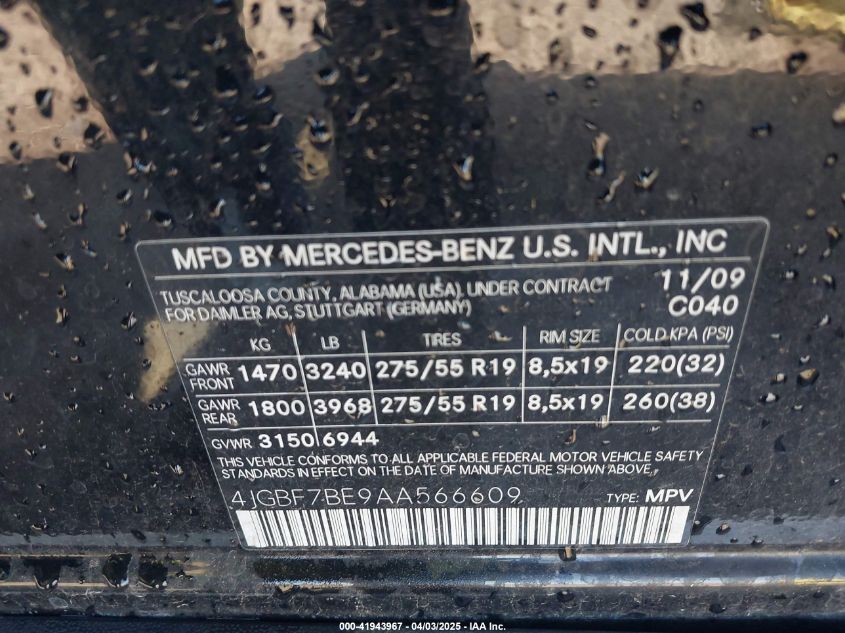 MFD BY MERCEDES-BENZ U.S. INTL., INC
TUSCALOOSA COUNTY, ALABAMA (USA), UNDER CONTRACT 11/09
FOR DAIMLER AG, STUTTGART (GERMANY) C040
KG LB TIRES RIM SIZE COLD KPA (PSI)
GAWR FRONT 1470 3240 275/55 R19 8,5x19 220(32)
GAWR REAR 1800 3968 275/55 R19 8,5x19 260(38)
GVWR 3150 6944
THIS VEHICLE CONFORMS TO ALL APPLICABLE FEDERAL MOTOR VEHICLE SAFETY
STANDARDS IN EFFECT ON THE DATE OF MANUFACTURE SHOWN ABOVE,
4JGBF7BE9AA566609 TYPE: MPV
000-41943967 - 04/03/2025 - IAA Inc.